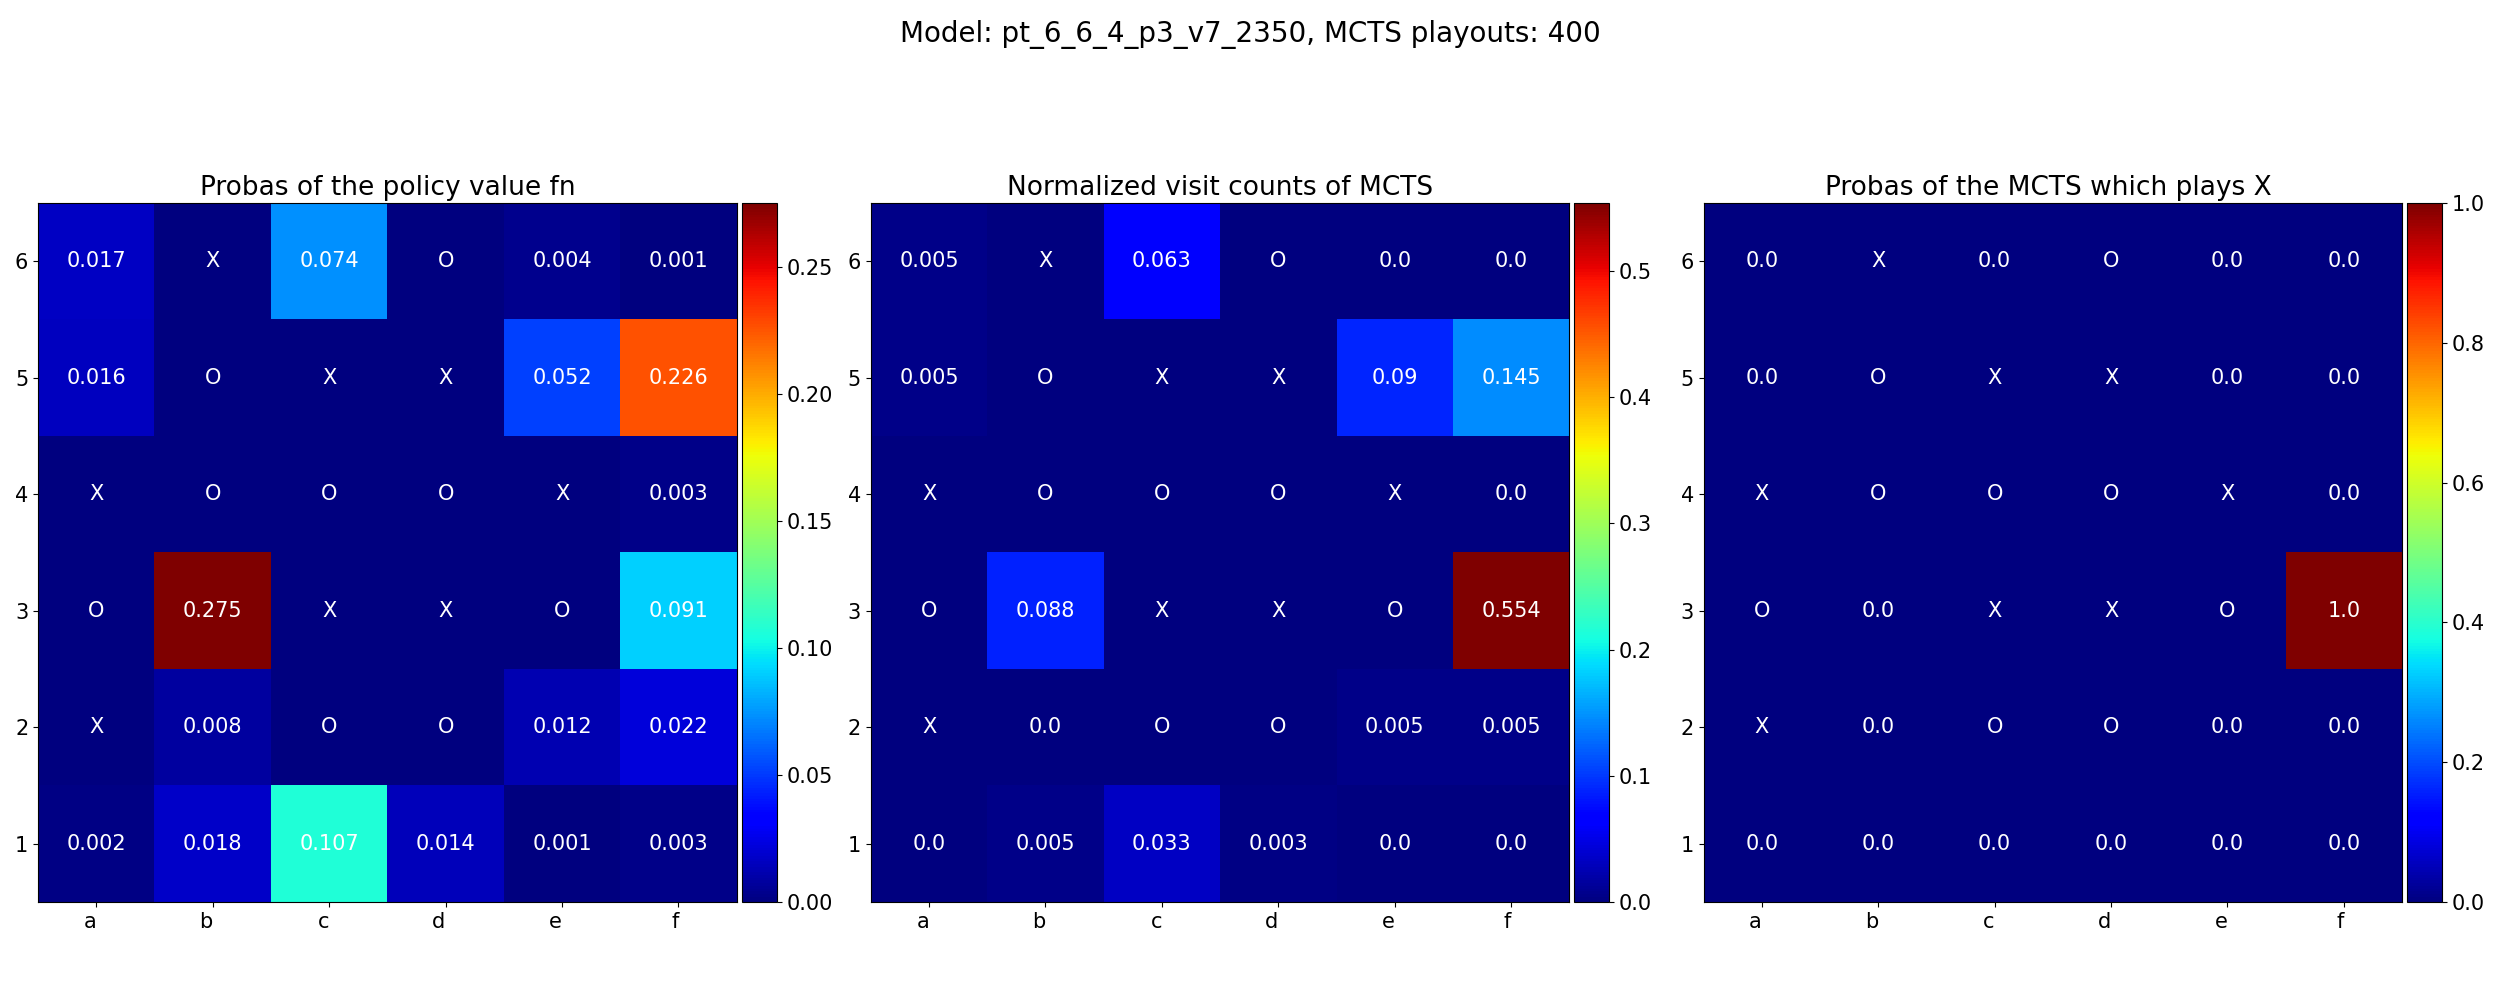 Model: pt_6_6_4_p3_v7_2350, MCTS playouts: 400
Probas of the policy value fn
6 0.017 X 0.074 O 0.004 0.001
5 0.016 O X X 0.052 0.226
4 X O O O X 0.003
3 O 0.275 X X O 0.091
2 X 0.008 O O 0.012 0.022
1 0.002 0.018 0.107 0.014 0.001 0.003
a b c d e f
0.25
0.20
0.15
0.10
0.05
0.00
Normalized visit counts of MCTS
6 0.005 X 0.063 O 0.0 0.0
5 0.005 O X X 0.09 0.145
4 X O O O X 0.0
3 O 0.088 X X O 0.554
2 X 0.0 O O 0.005 0.005
1 0.0 0.005 0.033 0.003 0.0 0.0
a b c d e f
0.5
0.4
0.3
0.2
0.1
0.0
Probas of the MCTS which plays X
6 0.0 X 0.0 O 0.0 0.0
5 0.0 O X X 0.0 0.0
4 X O O O X 0.0
3 O 0.0 X X O 1.0
2 X 0.0 O O 0.0 0.0
1 0.0 0.0 0.0 0.0 0.0 0.0
a b c d e f
1.0
0.8
0.6
0.4
0.2
0.0